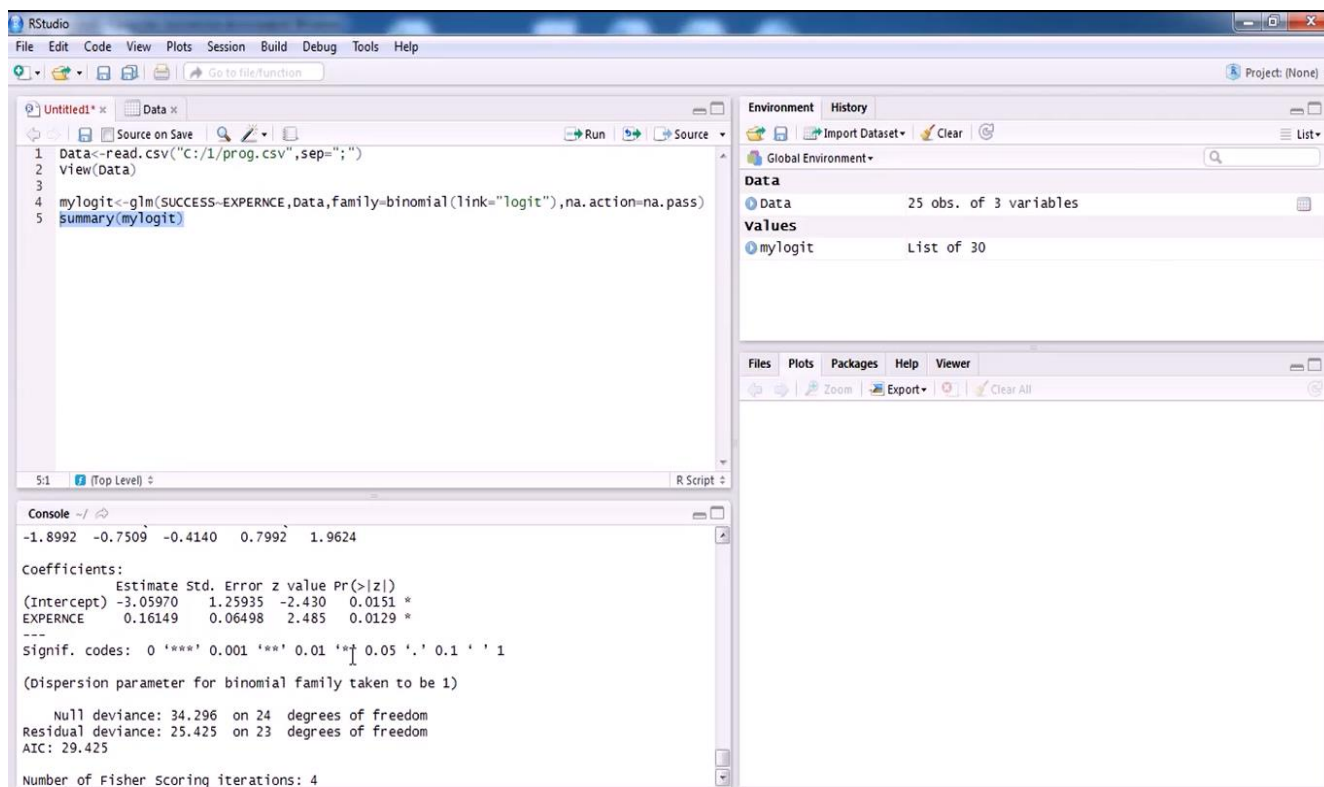 RStudio
File Edit Code View Plots Session Build Debug Tools Help
Go to file/function
Project: (None)
Untitled1* × Data ×
Source on Save Run Source
1 Data<-read.csv("C:/1/prog.csv",sep=";")
2 View(Data)
3
4 mylogit<-glm(SUCCESS~EXPERNCE,Data,family=binomial(link="logit"),na.action=na.pass)
5 summary(mylogit)
5:1 (Top Level) R Script
Console ~/
-1.8992 -0.7509 -0.4140 0.7992 1.9624
Coefficients:
Estimate Std. Error z value Pr(>|z|)
(Intercept) -3.05970 1.25935 -2.430 0.0151 *
EXPERNCE 0.16149 0.06498 2.485 0.0129 *
---
Signif. codes: 0 ‘***’ 0.001 ‘**’ 0.01 ‘*’ 0.05 ‘.’ 0.1 ‘ ’ 1
(Dispersion parameter for binomial family taken to be 1)
Null deviance: 34.296 on 24 degrees of freedom
Residual deviance: 25.425 on 23 degrees of freedom
AIC: 29.425
Number of Fisher Scoring iterations: 4
Environment History
Import Dataset Clear List
Global Environment
Data
Data 25 obs. of 3 variables
Values
mylogit List of 30
Files Plots Packages Help Viewer
Zoom Export Clear All